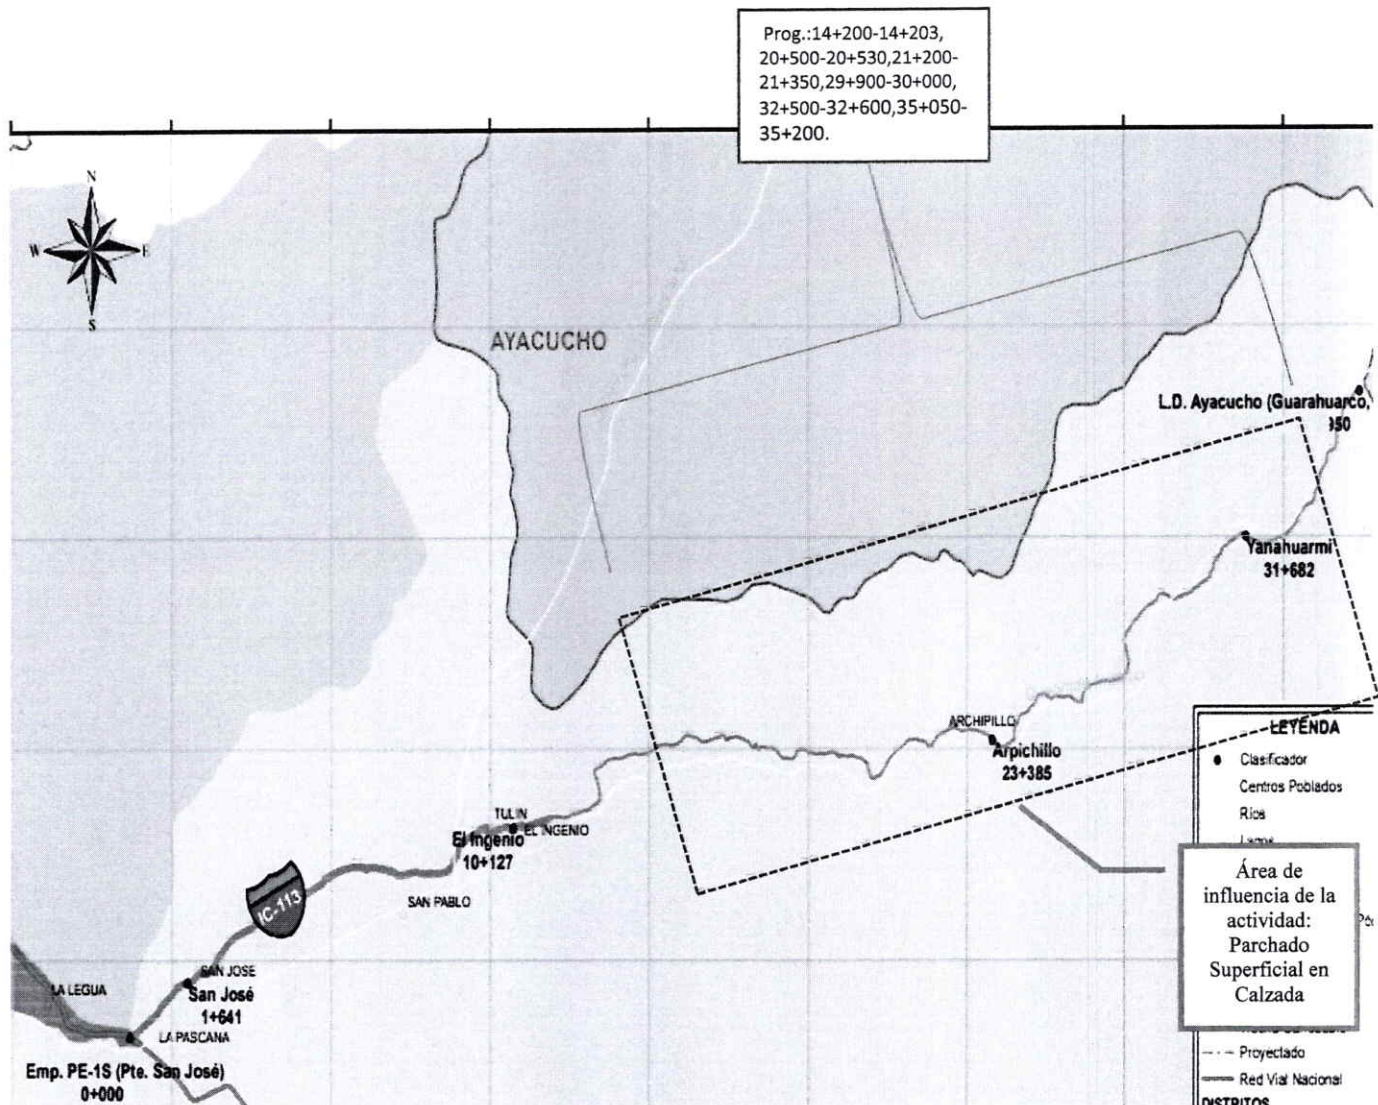 Prog.:14+200-14+203,
20+500-20+530,21+200-
21+350,29+900-30+000,
32+500-32+600,35+050-
35+200.
N
W
E
S
AYACUCHO
L.D. Ayacucho (Guarahuarco,
350
Yanahuarmi
31+682
ARCHIPILLO
Arpichillo
23+385
TULIN
EL INGENIO
El Ingenio
10+127
IC-113
SAN PABLO
SAN JOSE
San José
1+641
LA LEGUA
LA PASCANA
Emp. PE-1S (Pte. San José)
0+000
LEYENDA
Clasificador
Centros Poblados
Rios
Lagos
Área de
influencia de la
actividad:
Parchado
Superficial en
Calzada
Proyectado
Red Vial Nacional
DISTRITOS